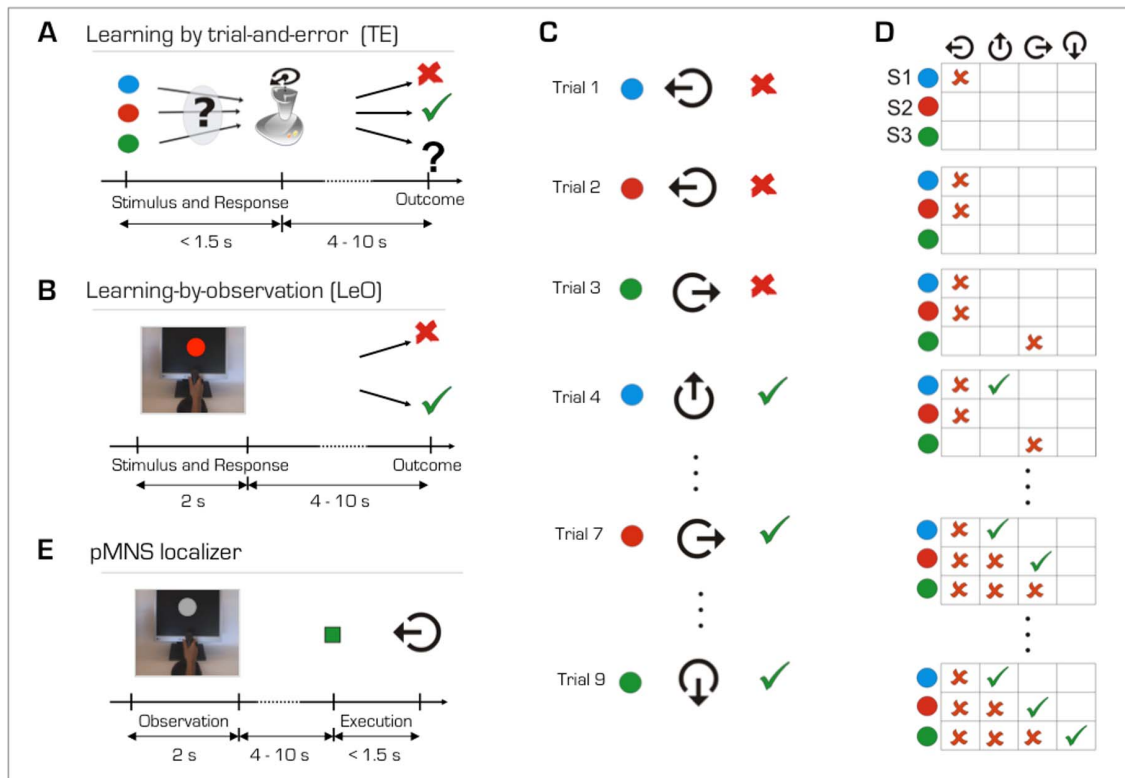 A Learning by trial-and-error (TE)
?
?
Stimulus and Response
Outcome
< 1.5 s
4 - 10 s
B Learning-by-observation (LeO)
Stimulus and Response
Outcome
2 s
4 - 10 s
E pMNS localizer
Observation
Execution
2 s
4 - 10 s
< 1.5 s
C
Trial 1
Trial 2
Trial 3
Trial 4
Trial 7
Trial 9
D
S1
S2
S3